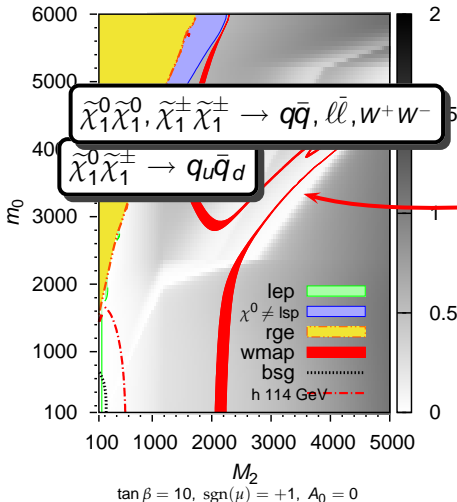 6000
5000
χ̃₁⁰χ̃₁⁰, χ̃₁±χ̃₁± → qq̄, ℓℓ̄, W⁺W⁻
χ̃₁⁰χ̃₁± → q_u q̄_d
4000
3000
2000
1000
100
m₀
lep
χ⁰ ≠ lsp
rge
wmap
bsg
h 114 GeV
100 1000 2000 3000 4000 5000
M₂
tan β = 10, sgn(μ) = +1, A₀ = 0
2
1
0.5
0